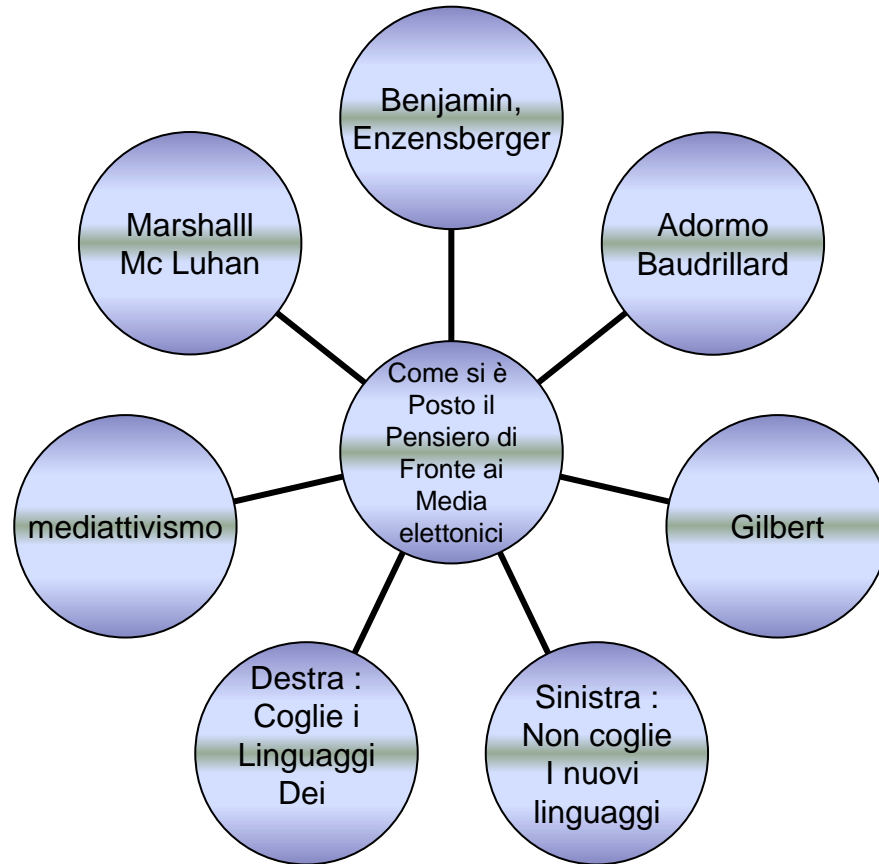 Benjamin,
Enzensberger
Marshalll
Mc Luhan
Adormo
Baudrillard
Come si è
Posto il
Pensiero di
Fronte ai
Media
elettonici
mediattivismo
Gilbert
Destra :
Coglie i
Linguaggi
Dei
Sinistra :
Non coglie
I nuovi
linguaggi